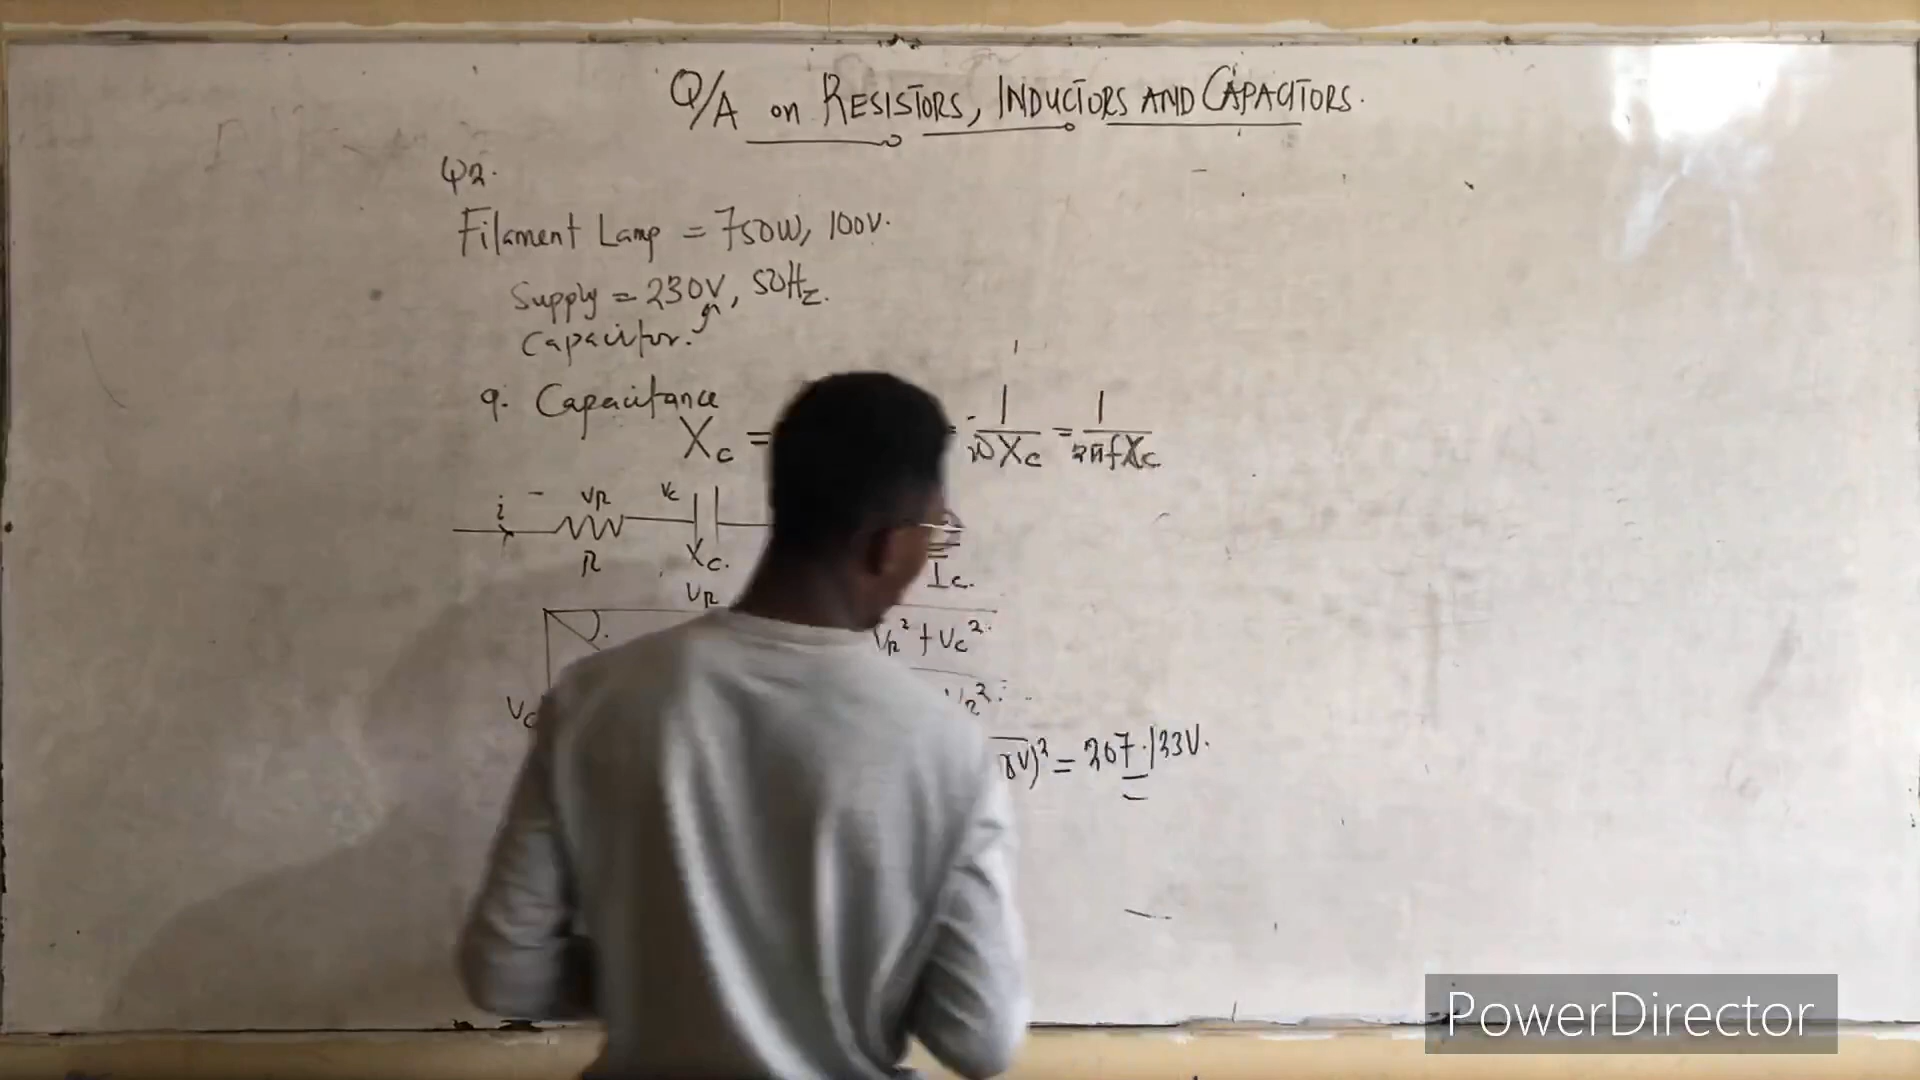 Q/A on RESISTORS, INDUCTORS AND CAPACITORS.
Q2.
Filament Lamp = 750W, 100V.
Supply = 230V, 50Hz.
Capacitor.
a. Capacitance
Xc = 1/ωXc = 1/2πfXc
i VR Vc
R Xc. Ic.
VR
VR² + Vc²
Vc
V)² = 207.133V.
PowerDirector